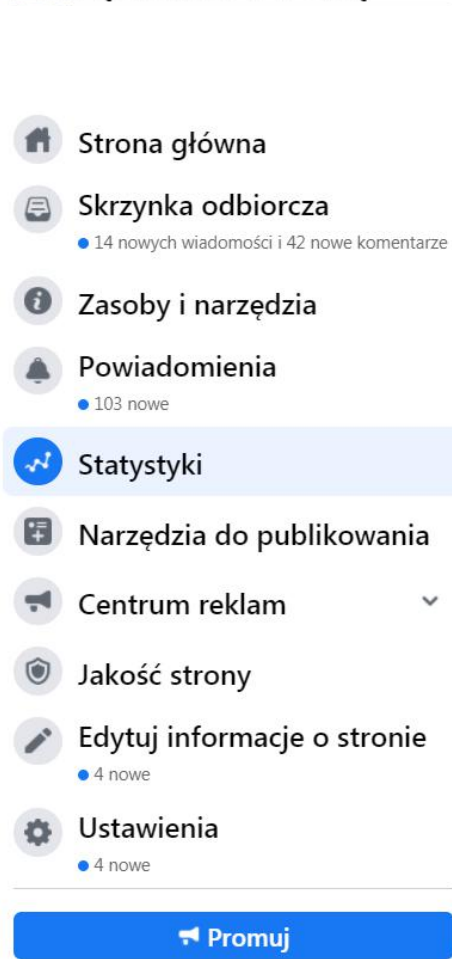 Strona główna
Skrzynka odbiorcza
14 nowych wiadomości i 42 nowe komentarze
Zasoby i narzędzia
Powiadomienia
103 nowe
Statystyki
Narzędzia do publikowania
Centrum reklam
Jakość strony
Edytuj informacje o stronie
4 nowe
Ustawienia
4 nowe
Promuj